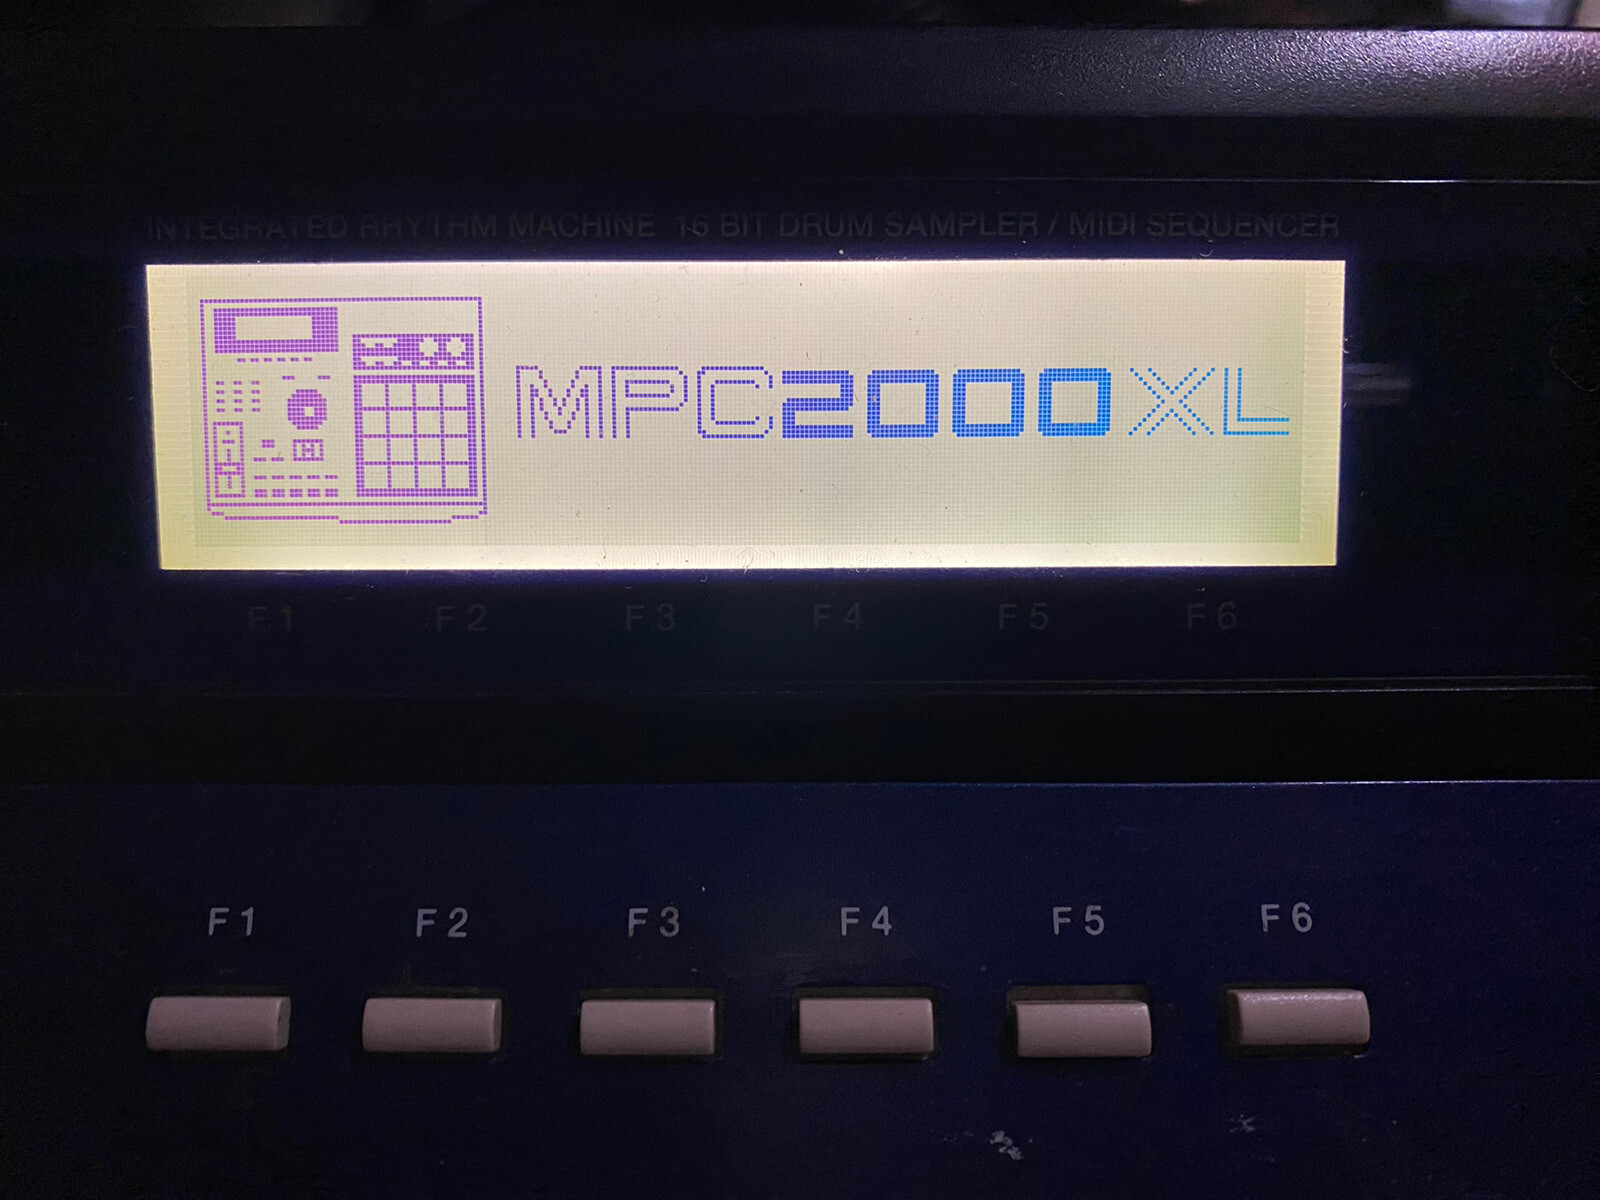 INTEGRATED RHYTHM MACHINE 16 BIT DRUM SAMPLER / MIDI SEQUENCER
MPC2000XL
F1 F2 F3 F4 F5 F6
F1 F2 F3 F4 F5 F6